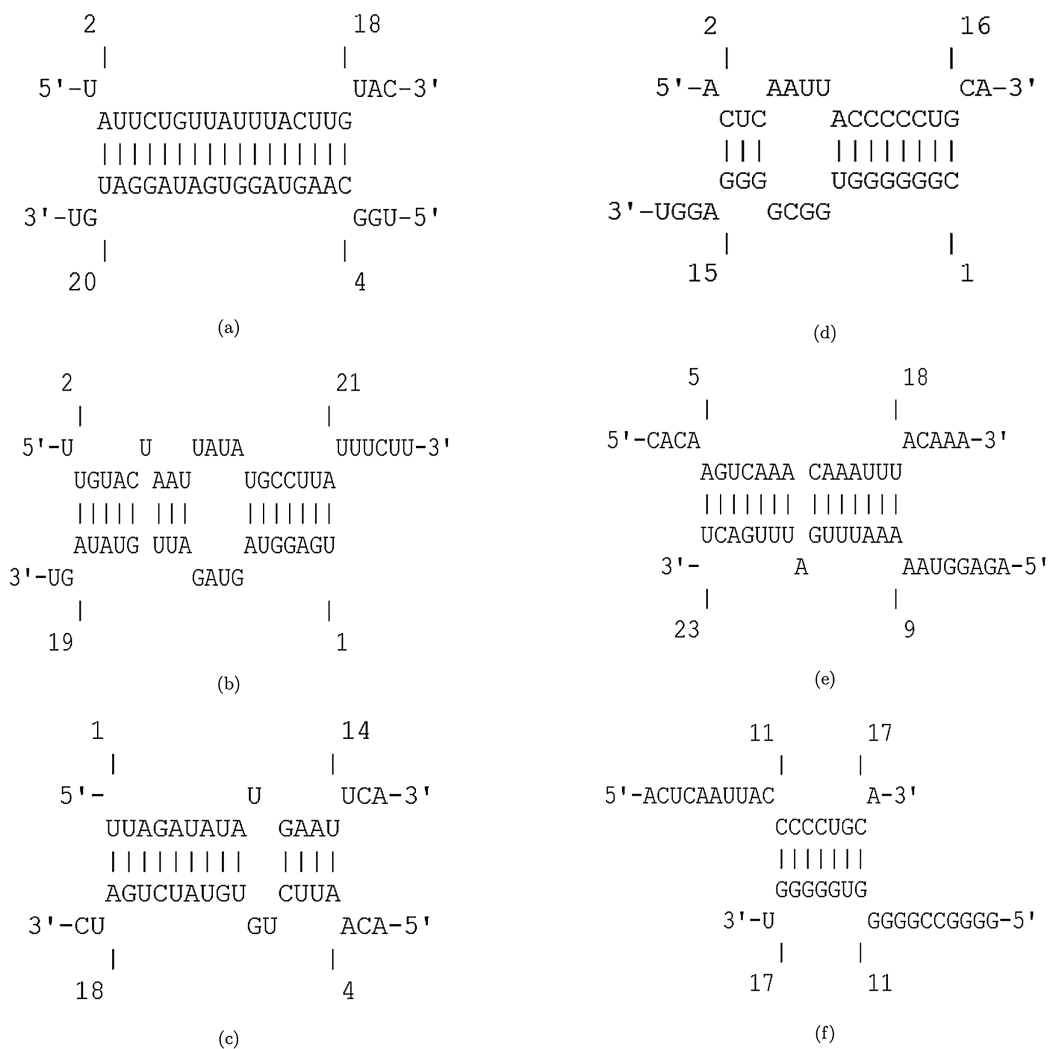 2 18
5'-U UAC-3'
AUUCUGUUAUUUACUUG
UAGGAUAGUGGAUGAAC
3'-UG GGU-5'
20 4
(a)
2 21
5'-U U UAUA UUUCUU-3'
UGUAC AAU UGCCUUA
AUAUG UUA AUGGAGU
3'-UG GAUG
19 1
(b)
1 14
5'- U UCA-3'
UUAGAUAUA GAAU
AGUCUAUGU CUUA
3'-CU GU ACA-5'
18 4
(c)
2 16
5'-A AAUU CA-3'
CUC ACCCCCUG
GGG UGGGGGGC
3'-UGGA GCGG
15 1
(d)
5 18
5'-CACA ACAAA-3'
AGUCAAA CAAAUUU
UCAGUUU GUUUAAA
3'- A AAUGGAGA-5'
23 9
(e)
11 17
5'-ACUCAAUUAC A-3'
CCCCUGC
GGGGGUG
3'-U GGGGCCGGGG-5'
17 11
(f)